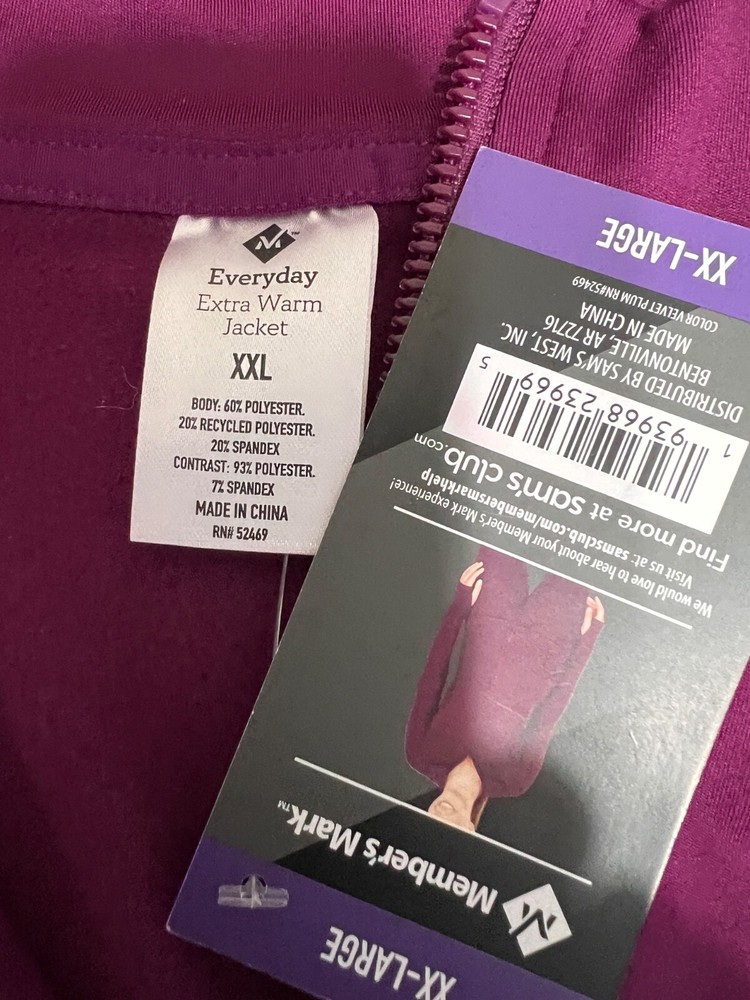 Everyday
Extra Warm
Jacket
XXL
BODY: 60% POLYESTER.
20% RECYCLED POLYESTER.
20% SPANDEX
CONTRAST: 93% POLYESTER.
7% SPANDEX
MADE IN CHINA
RN# 52469
XX-LARGE
Member's Mark™
We would love to hear about your Member's Mark experience!
Visit us at: samsclub.com/membersmarkhelp
Find more at sam's club.com
1 93968 23969 5
DISTRIBUTED BY SAM'S WEST, INC.
BENTONVILLE, AR 72716
MADE IN CHINA
COLOR VELVET PLUM RN#52469
XX-LARGE